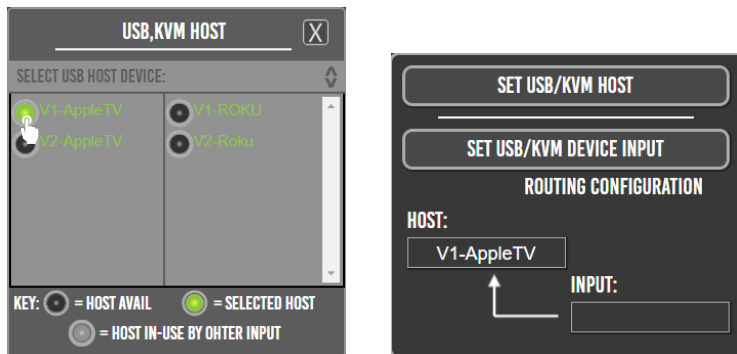 USB,KVM HOST X
SELECT USB HOST DEVICE:
V1-AppleTV V1-ROKU
V2-AppleTV V2-Roku
KEY: = HOST AVAIL = SELECTED HOST
= HOST IN-USE BY OHTER INPUT
SET USB/KVM HOST
SET USB/KVM DEVICE INPUT
ROUTING CONFIGURATION
HOST:
V1-AppleTV
INPUT: